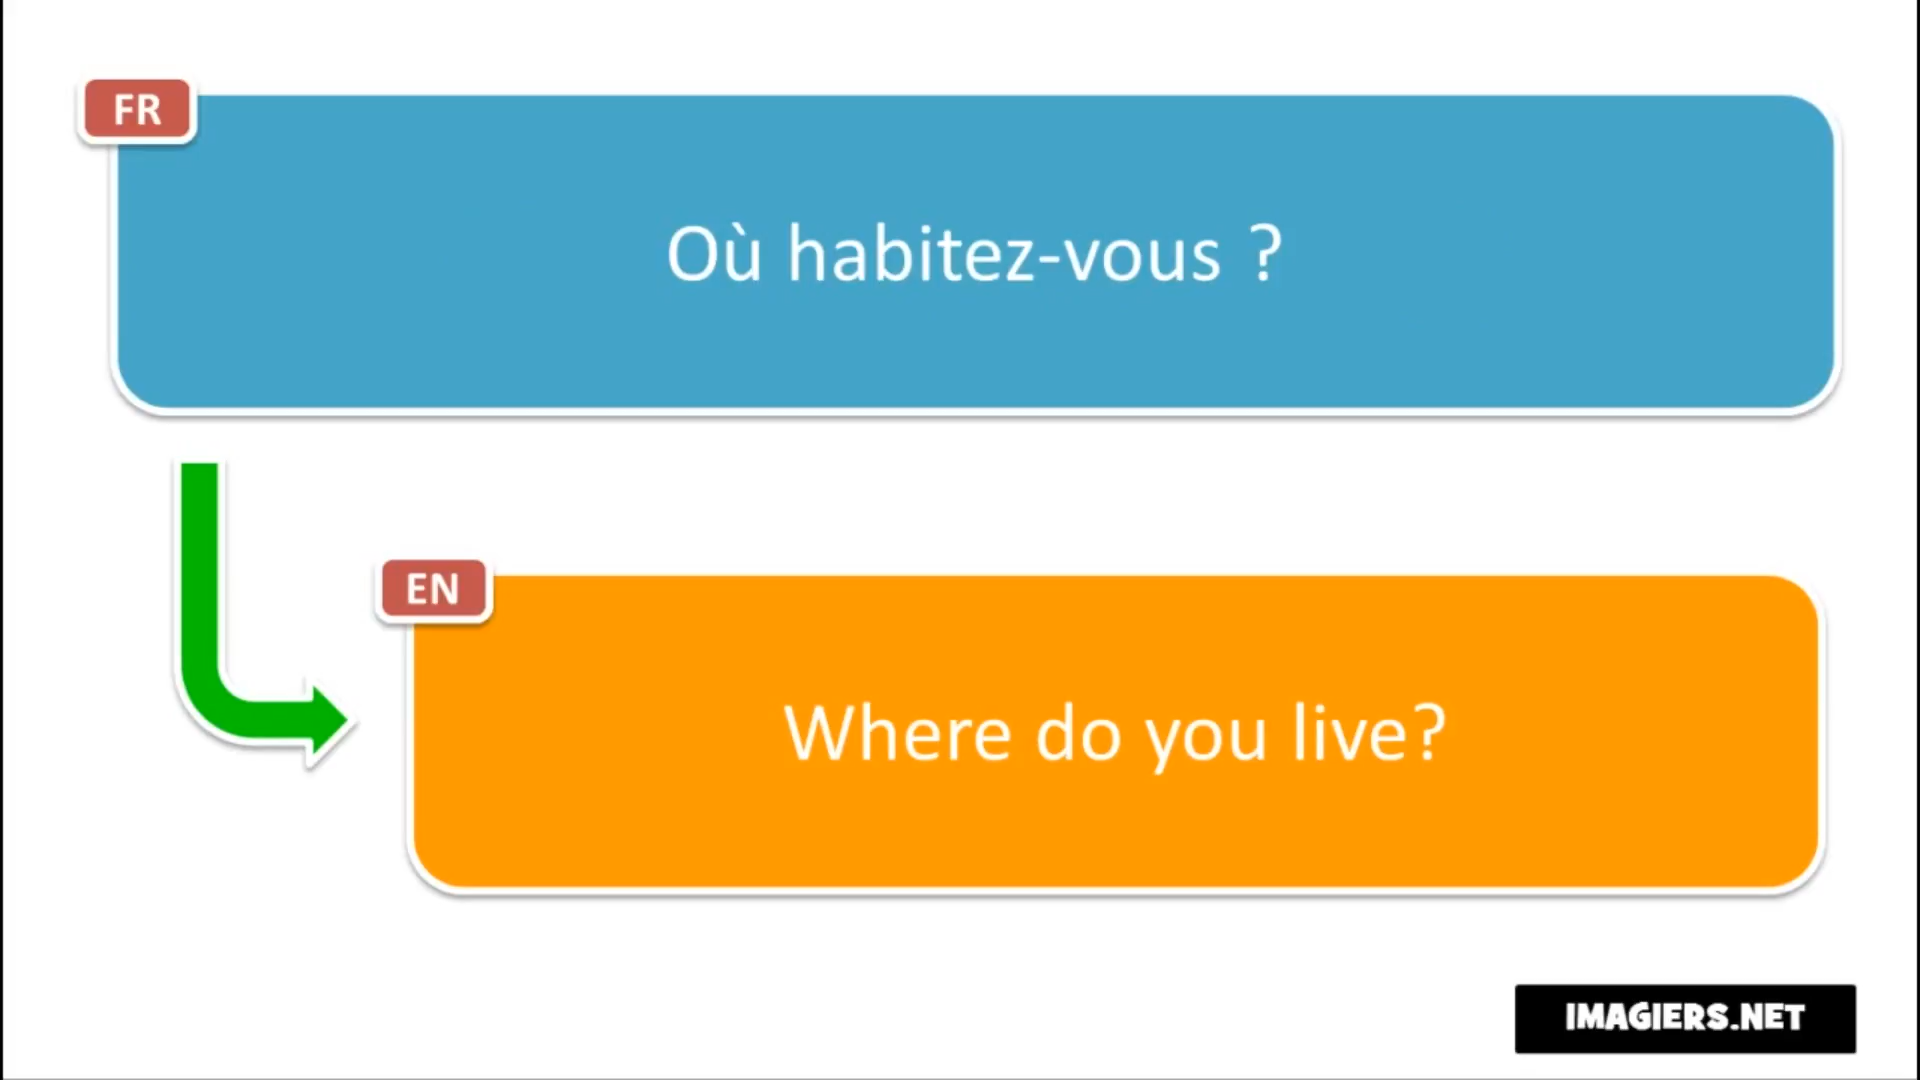 FR
Où habitez-vous ?
EN
Where do you live?
IMAGIERS.NET